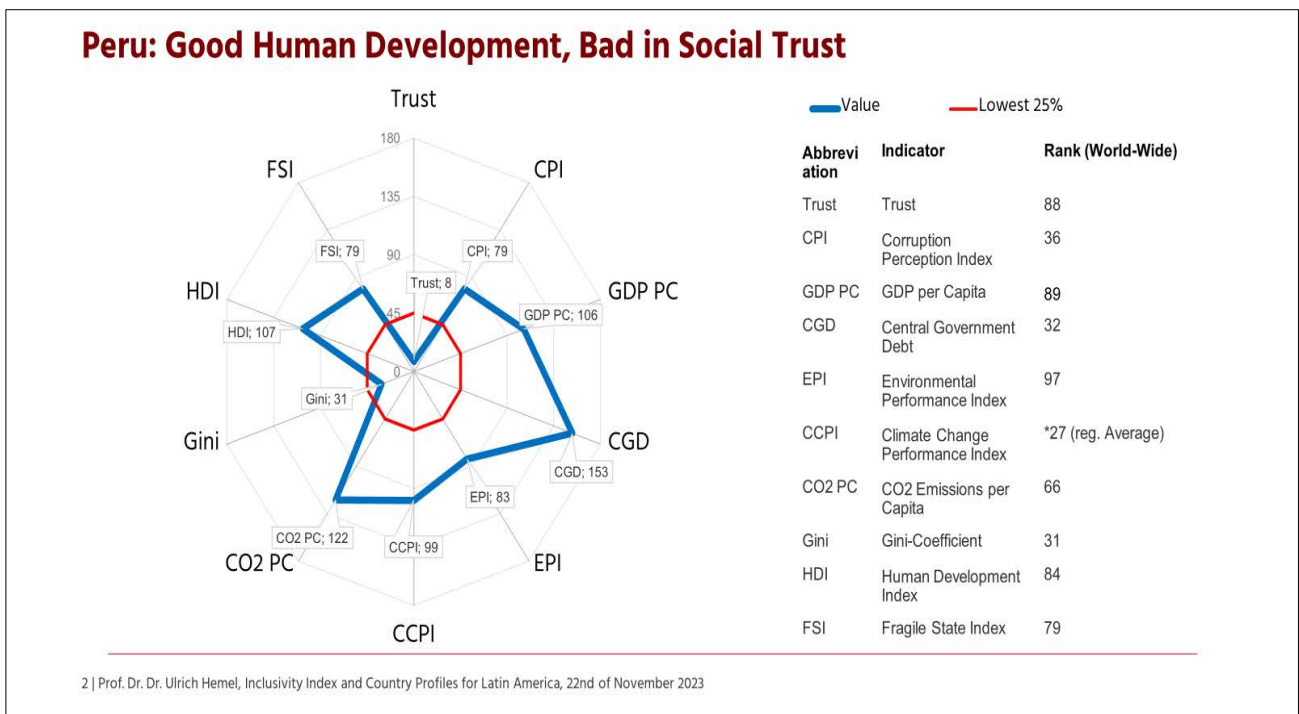 Peru: Good Human Development, Bad in Social Trust
Trust
180
FSI
CPI
135
FSI; 79
90
CPI; 79
Trust; 8
HDI
GDP PC
45
GDP PC; 106
HDI; 107
0
Gini; 31
Gini
CGD
CGD; 153
EPI; 83
CO2 PC; 122
CCPI; 99
CO2 PC
EPI
CCPI
Value
Lowest 25%
Abbrevi
ation
Indicator
Rank (World-Wide)
Trust
Trust
88
CPI
Corruption
Perception Index
36
GDP PC
GDP per Capita
89
CGD
Central Government
Debt
32
EPI
Environmental
Performance Index
97
CCPI
Climate Change
Performance Index
*27 (reg. Average)
CO2 PC
CO2 Emissions per
Capita
66
Gini
Gini-Coefficient
31
HDI
Human Development
Index
84
FSI
Fragile State Index
79
2 | Prof. Dr. Dr. Ulrich Hemel, Inclusivity Index and Country Profiles for Latin America, 22nd of November 2023